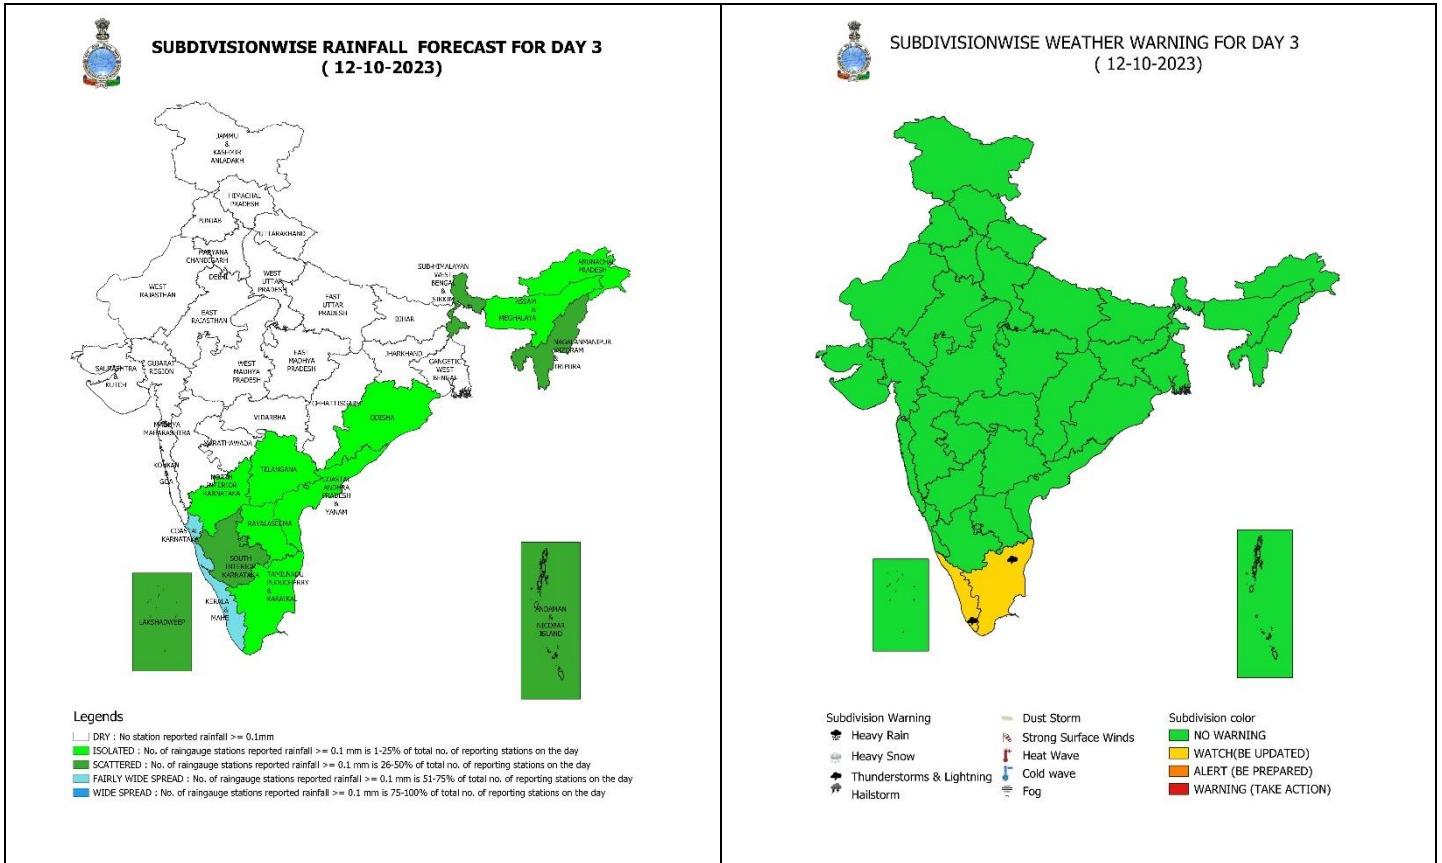 SUBDIVISIONWISE RAINFALL FORECAST FOR DAY 3
( 12-10-2023)
JAMMU
&
KASHMIR
ANLADAKH
HIMACHAL
PRADESH
PUNJAB
UTTARAKHAND
HARYANA
CHANDIGARH
DELHI
WEST
UTTAR
PRADESH
WEST
RAJASTHAN
EAST
RAJASTHAN
EAST
UTTAR
PRADESH
BIHAR
SUB-HIMALAYAN
WEST
BENGAL
&
SIKKIM
ARUNACHAL
PRADESH
ASSAM
&
MEGHALAYA
NAGALANMANIPUR
MIZORAM
&
TRIPURA
SAURASHTRA
&
KUTCH
GUJARAT
REGION
WEST
MADHYA
PRADESH
EAST
MADHYA
PRADESH
JHARKHAND
GANGETIC
WEST
BENGAL
CHHATTISGARH
ODISHA
VIDARBHA
MADHYA
MAHARASHTRA
MARATHAWADA
KONKAN
&
GOA
TELANGANA
NORTH
INTERIOR
KARNATAKA
COASTAL
ANDHRA
PRADESH
&
YANAM
RAYALASEEMA
COASTAL
KARNATAKA
SOUTH
INTERIOR
KARNATAKA
TAMILNADU
PUDUCHERRY
&
KARAIKAL
KERALA
&
MAHE
LAKSHADWEEP
ANDAMAN
&
NICOBAR
ISLAND
Legends
DRY : No station reported rainfall >= 0.1mm
ISOLATED : No. of raingauge stations reported rainfall >= 0.1 mm is 1-25% of total no. of reporting stations on the day
SCATTERED : No. of raingauge stations reported rainfall >= 0.1 mm is 26-50% of total no. of reporting stations on the day
FAIRLY WIDE SPREAD : No. of raingauge stations reported rainfall >= 0.1 mm is 51-75% of total no. of reporting stations on the day
WIDE SPREAD : No. of raingauge stations reported rainfall >= 0.1 mm is 75-100% of total no. of reporting stations on the day
SUBDIVISIONWISE WEATHER WARNING FOR DAY 3
( 12-10-2023)
Subdivision Warning
Heavy Rain
Heavy Snow
Thunderstorms & Lightning
Hailstorm
Dust Storm
Strong Surface Winds
Heat Wave
Cold wave
Fog
Subdivision color
NO WARNING
WATCH(BE UPDATED)
ALERT (BE PREPARED)
WARNING (TAKE ACTION)